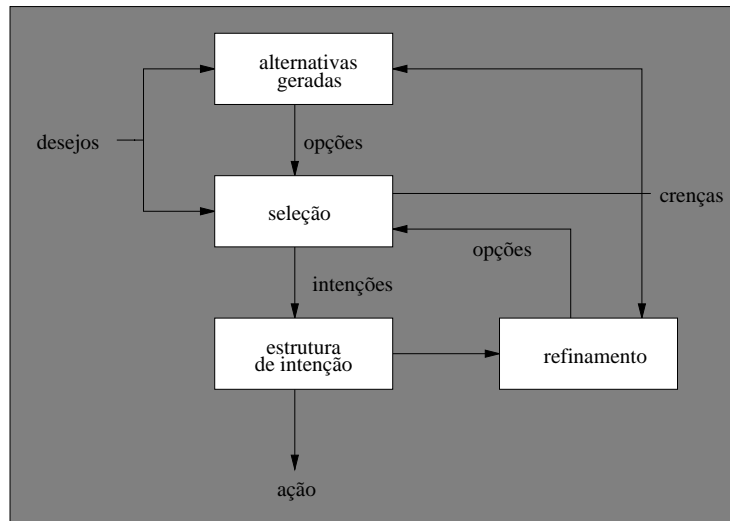 alternativas
geradas
desejos
opções
seleção
crenças
opções
intenções
estrutura
de intenção
refinamento
ação